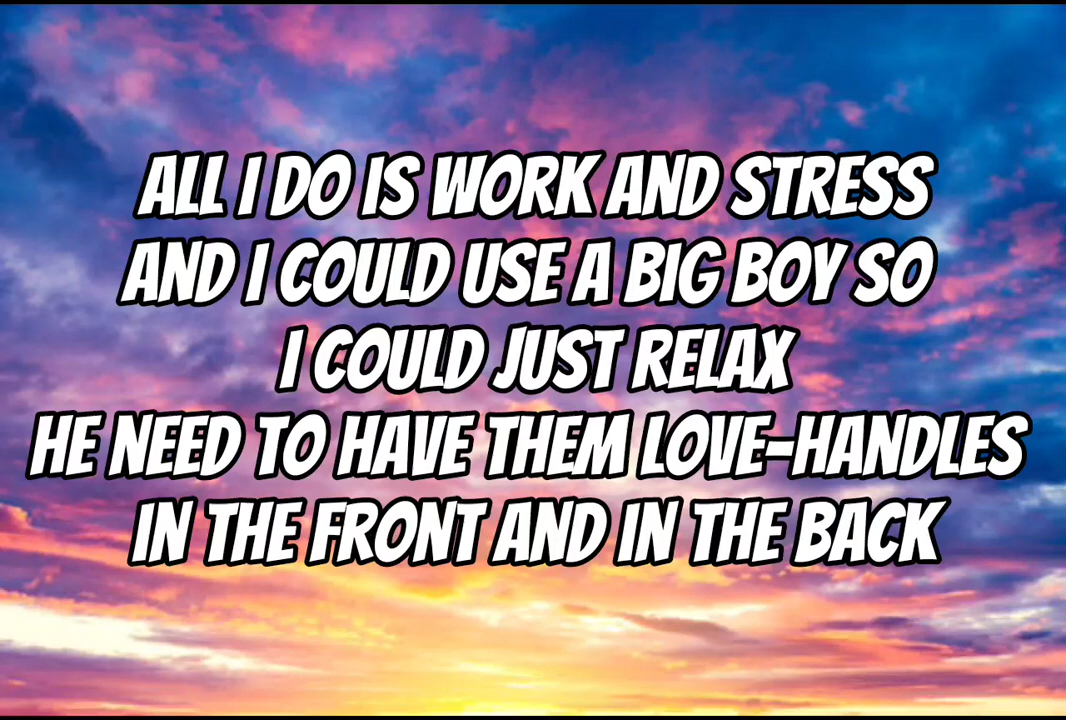 ALL I DO IS WORK AND STRESS
AND I COULD USE A BIG BOY SO
I COULD JUST RELAX
HE NEED TO HAVE THEM LOVE-HANDLES
IN THE FRONT AND IN THE BACK